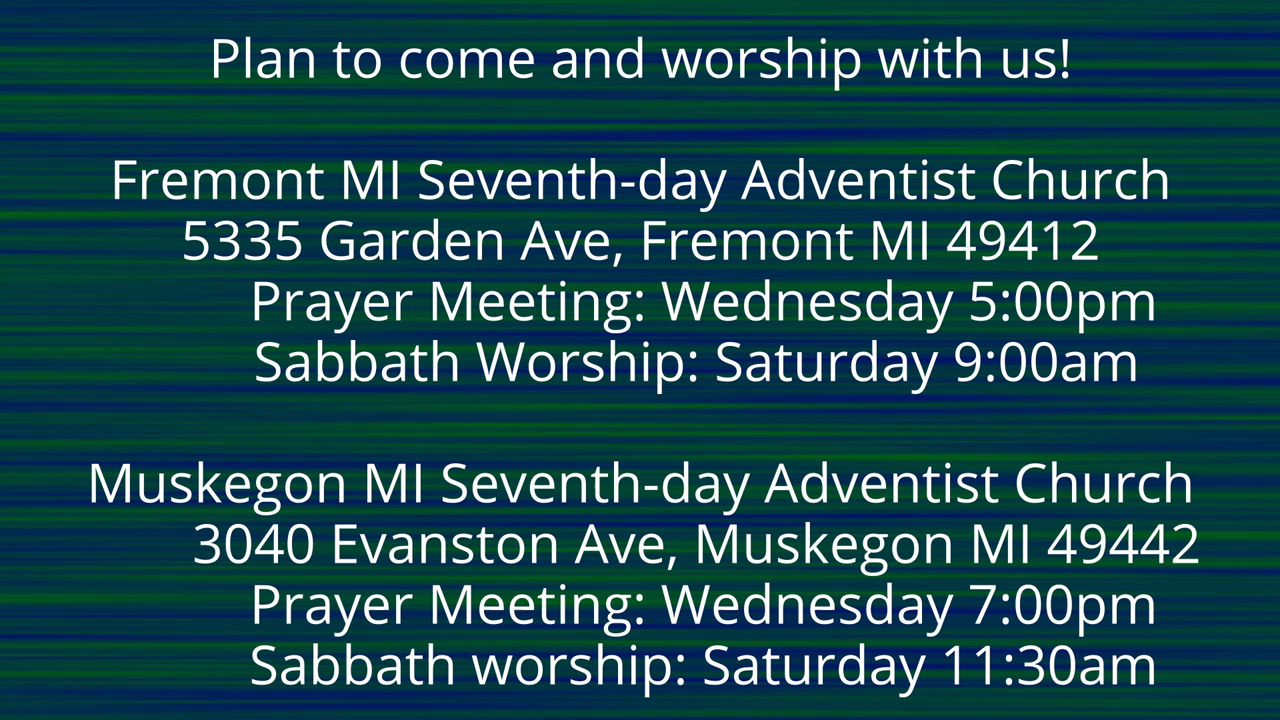 Plan to come and worship with us!
Fremont MI Seventh-day Adventist Church
5335 Garden Ave, Fremont MI 49412
Prayer Meeting: Wednesday 5:00pm
Sabbath Worship: Saturday 9:00am
Muskegon MI Seventh-day Adventist Church
3040 Evanston Ave, Muskegon MI 49442
Prayer Meeting: Wednesday 7:00pm
Sabbath worship: Saturday 11:30am